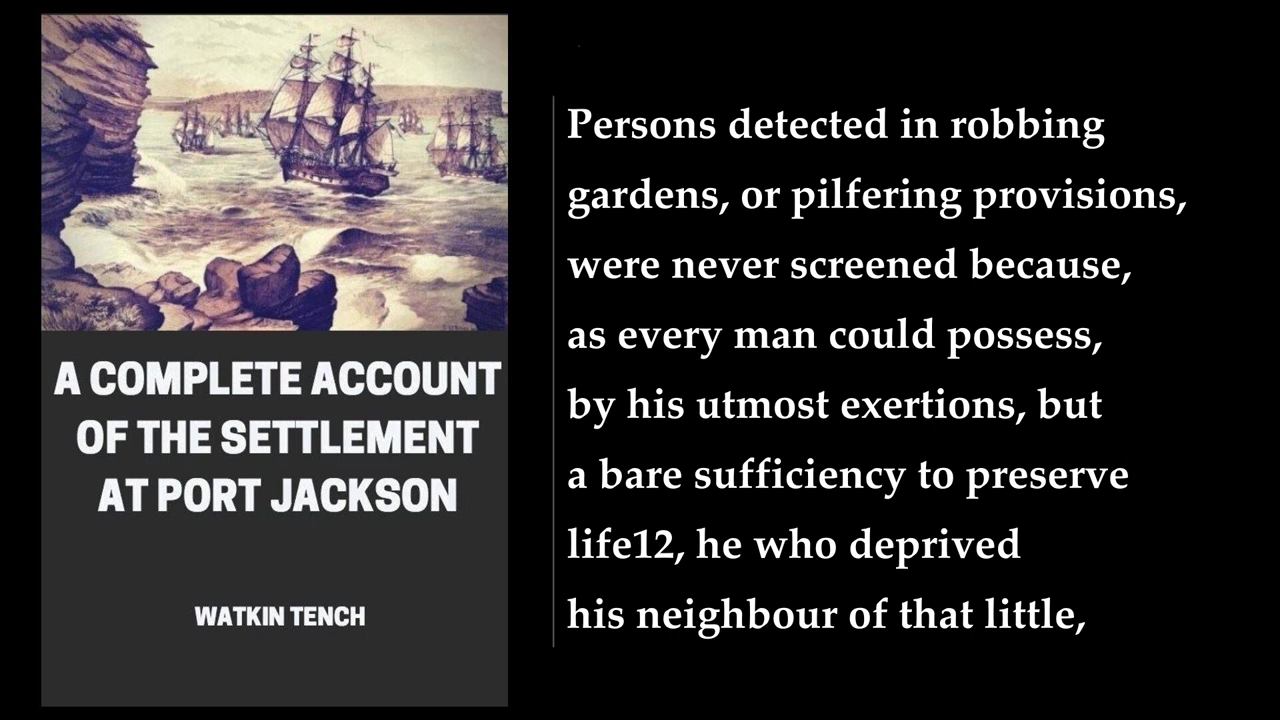 A COMPLETE ACCOUNT
OF THE SETTLEMENT
AT PORT JACKSON
WATKIN TENCH
Persons detected in robbing
gardens, or pilfering provisions,
were never screened because,
as every man could possess,
by his utmost exertions, but
a bare sufficiency to preserve
life12, he who deprived
his neighbour of that little,